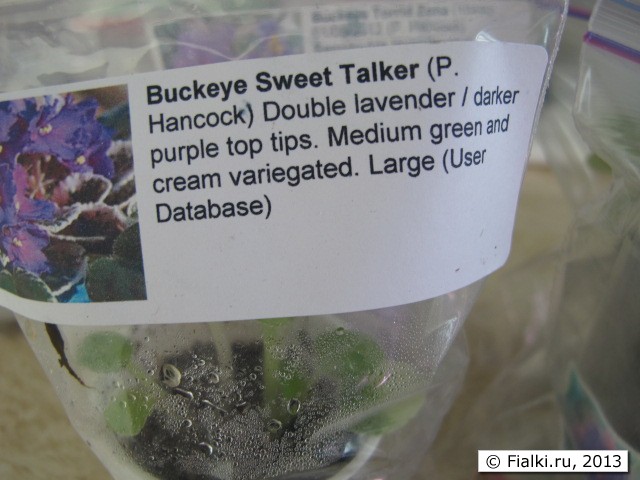 Buckeye Sweet Talker (P.
Hancock) Double lavender / darker
purple top tips. Medium green and
cream variegated. Large (User
Database)
© Fialki.ru, 2013